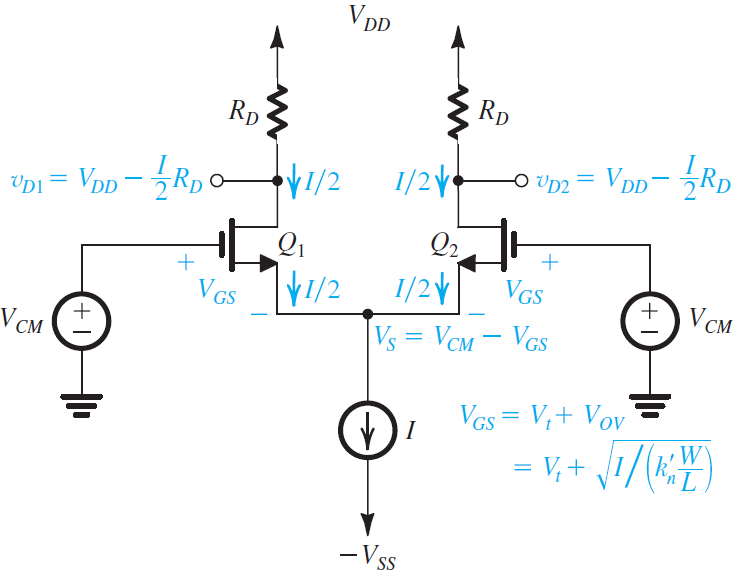 V_DD
R_D
R_D
v_D1 = V_DD − I/2 R_D
I/2
I/2
v_D2 = V_DD − I/2 R_D
Q_1
Q_2
+
V_GS
−
I/2
I/2
+
V_GS
−
V_CM
+
−
V_S = V_CM − V_GS
+
−
V_CM
I
V_GS = V_t + V_OV
= V_t + √(I/(k′_n W/L))
−V_SS